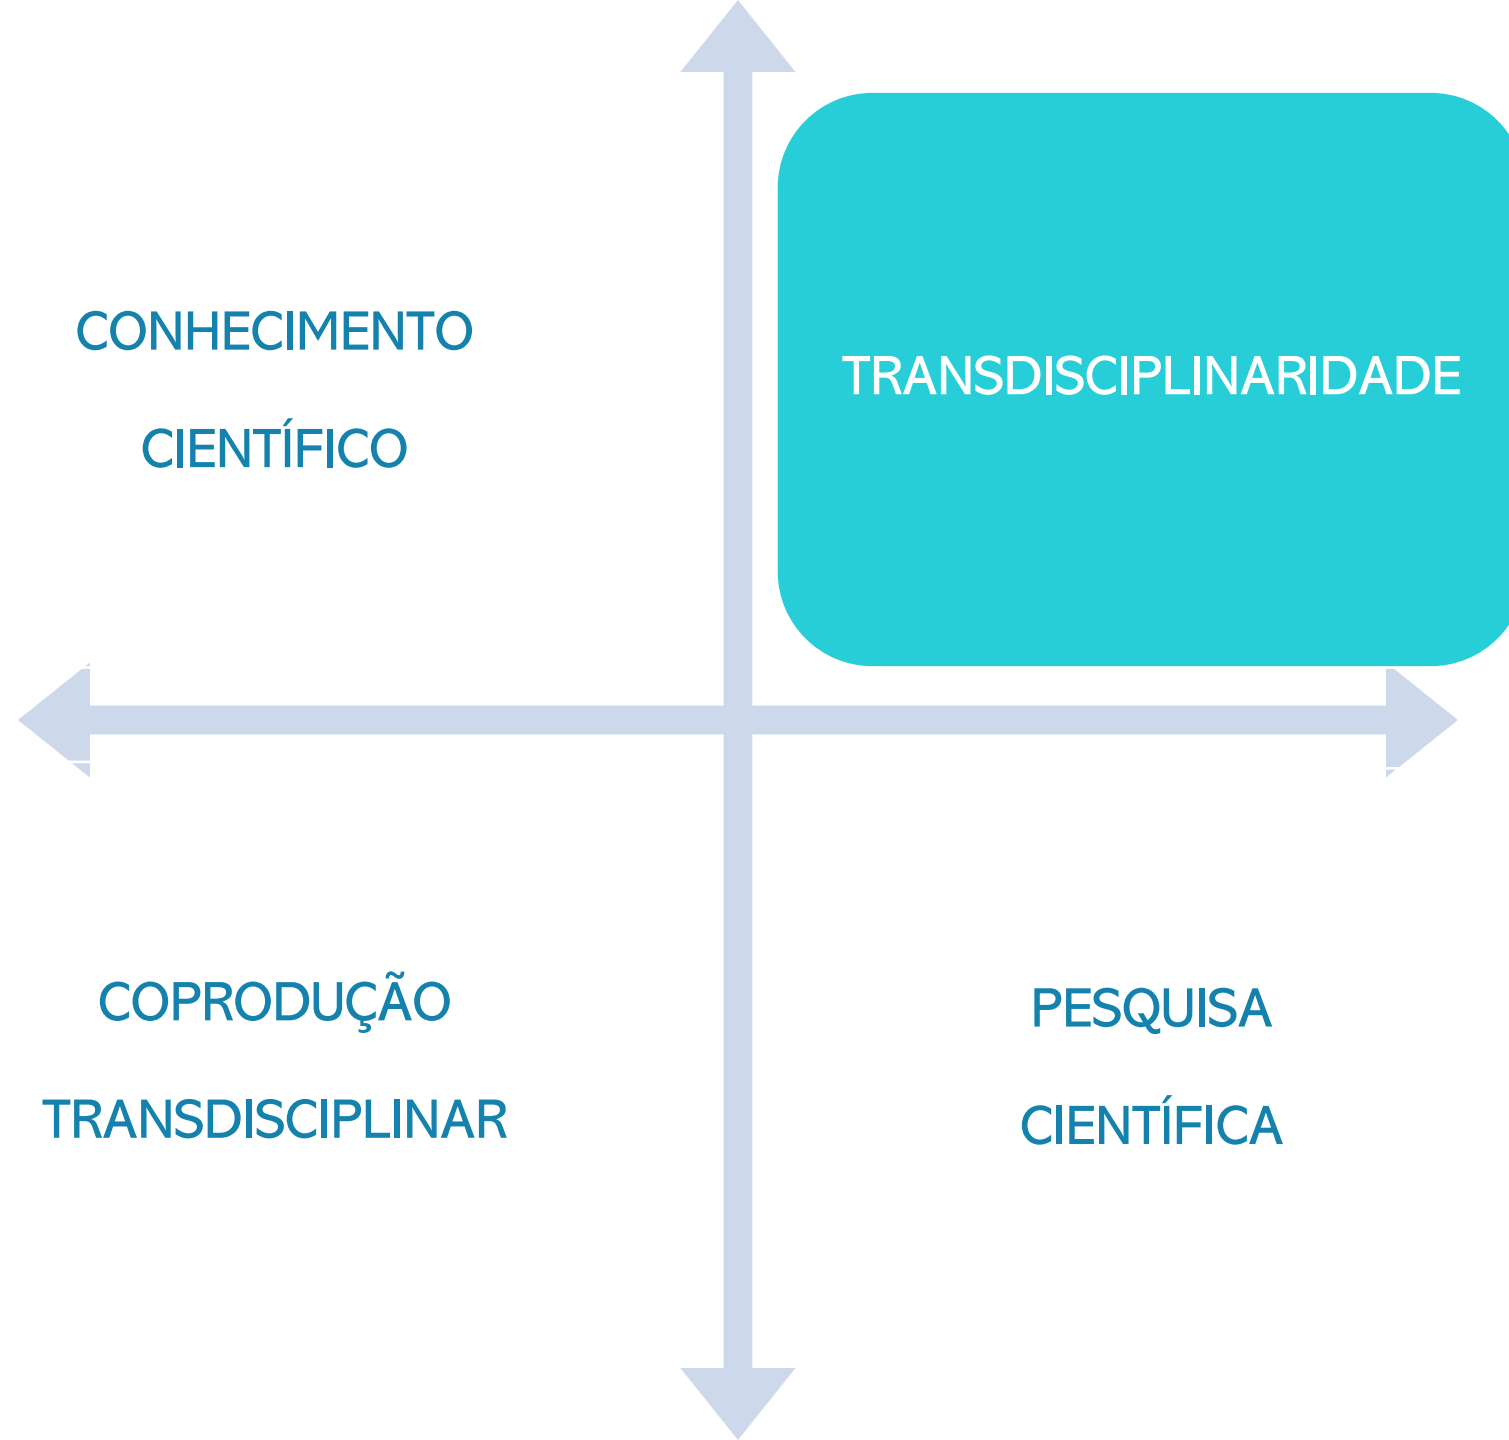 CONHECIMENTO
CIENTÍFICO
TRANSDISCIPLINARIDADE
COPRODUÇÃO
TRANSDISCIPLINAR
PESQUISA
CIENTÍFICA